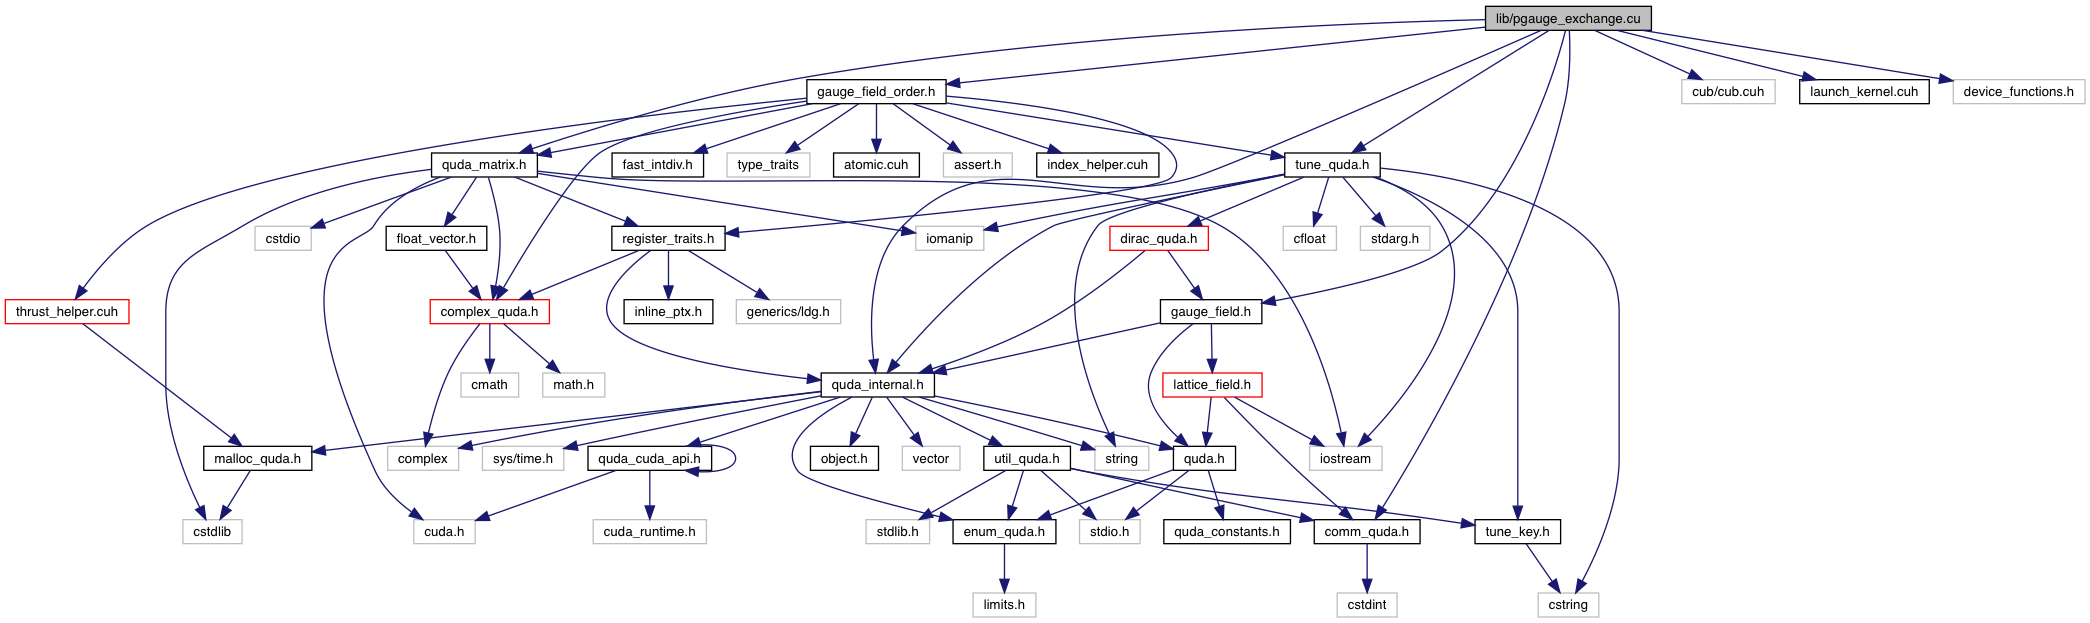 lib/pgauge_exchange.cu
gauge_field_order.h
cub/cub.cuh
launch_kernel.cuh
device_functions.h
quda_matrix.h
fast_intdiv.h
type_traits
atomic.cuh
assert.h
index_helper.cuh
tune_quda.h
cstdio
float_vector.h
register_traits.h
iomanip
dirac_quda.h
cfloat
stdarg.h
thrust_helper.cuh
complex_quda.h
inline_ptx.h
generics/ldg.h
gauge_field.h
cmath
math.h
quda_internal.h
lattice_field.h
malloc_quda.h
complex
sys/time.h
quda_cuda_api.h
object.h
vector
util_quda.h
string
quda.h
iostream
cstdlib
cuda.h
cuda_runtime.h
stdlib.h
enum_quda.h
stdio.h
quda_constants.h
comm_quda.h
tune_key.h
limits.h
cstdint
cstring